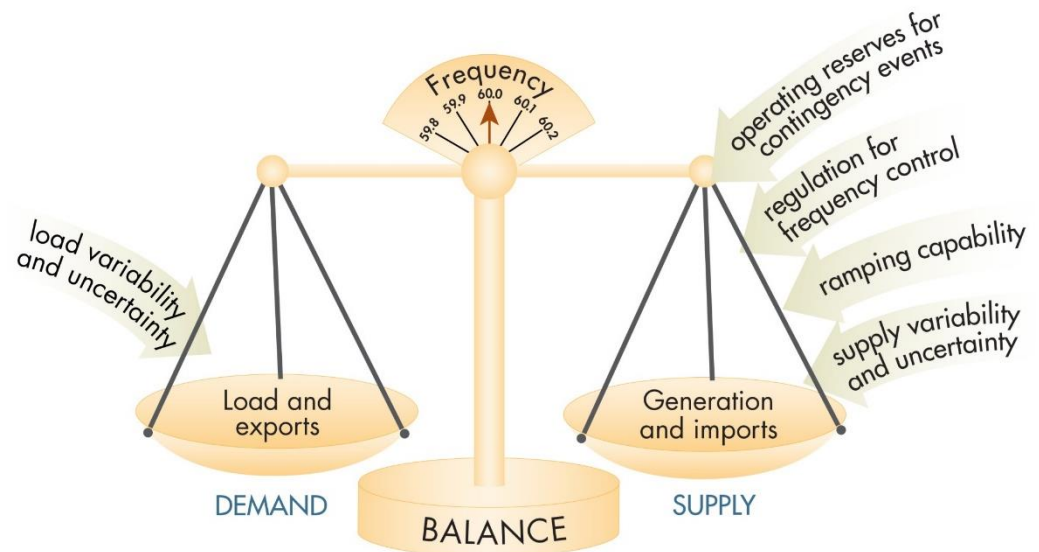 Frequency
59.8
59.9
60.0
60.1
60.2
operating reserves for
contingency events
regulation for
frequency control
ramping capability
supply variability
and uncertainty
load variability
and uncertainty
Load and
exports
Generation
and imports
DEMAND
SUPPLY
BALANCE